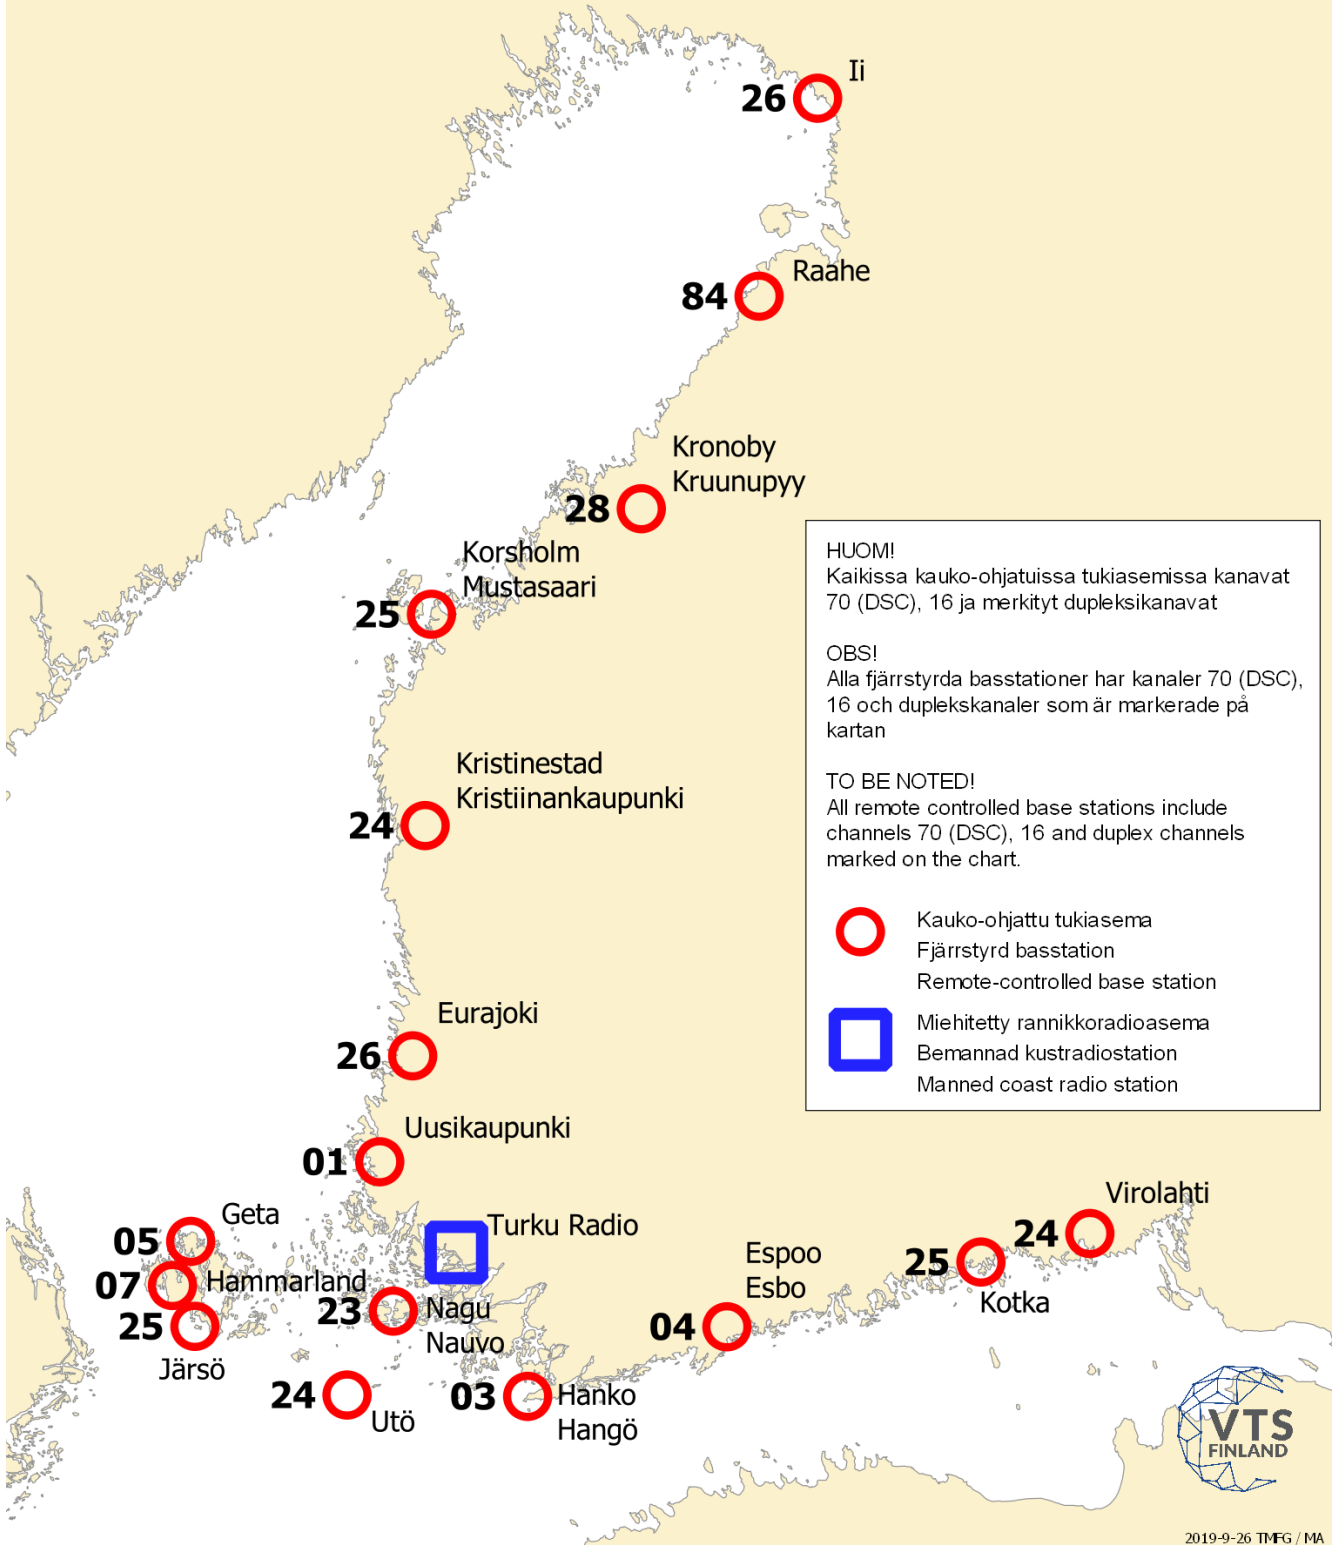 Ii
26
Raahe
84
Kronoby
Kruunupyy
28
Korsholm
Mustasaari
25
Kristinestad
Kristiinankaupunki
24
Eurajoki
26
Uusikaupunki
01
Geta
05
Hammarland
07
25
Järsö
Turku Radio
23
Nagu
Nauvo
24
Utö
03
Hanko
Hangö
Espoo
Esbo
04
25
Kotka
Virolahti
24
HUOM!
Kaikissa kauko-ohjatuissa tukiasemissa kanavat
70 (DSC), 16 ja merkityt dupleksikanavat
OBS!
Alla fjärrstyrda basstationer har kanaler 70 (DSC),
16 och duplekskanaler som är markerade på
kartan
TO BE NOTED!
All remote controlled base stations include
channels 70 (DSC), 16 and duplex channels
marked on the chart.
Kauko-ohjattu tukiasema
Fjärrstyrd basstation
Remote-controlled base station
Miehitetty rannikkoradioasema
Bemannad kustradiostation
Manned coast radio station
VTS
FINLAND
2019-9-26 TMFG / MA